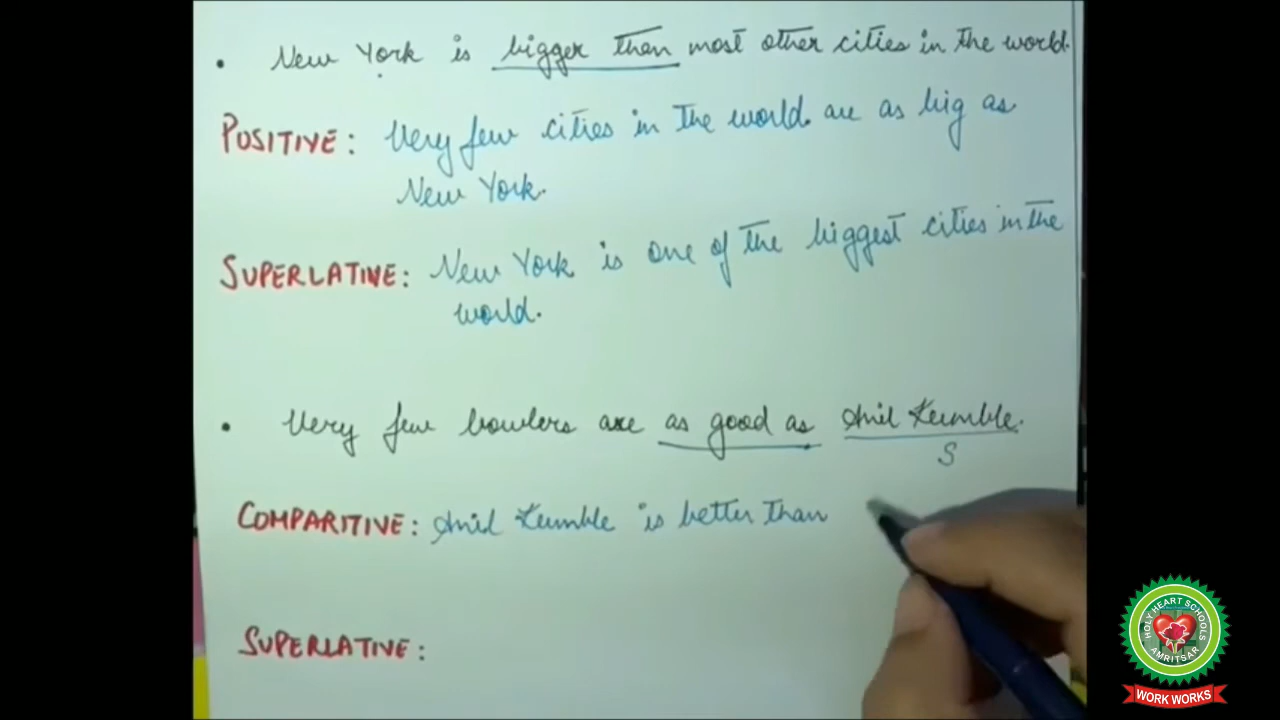 • New York is bigger than most other cities in the world.
POSITIVE: Very few cities in the world are as big as
New York.
SUPERLATIVE: New York is one of the biggest cities in the
world.
• Very few bowlers are as good as Anil Kumble.
S
COMPARITIVE: Anil Kumble is better than
SUPERLATIVE:
HOLY HEART SCHOOLS
AMRITSAR
WORK WORKS